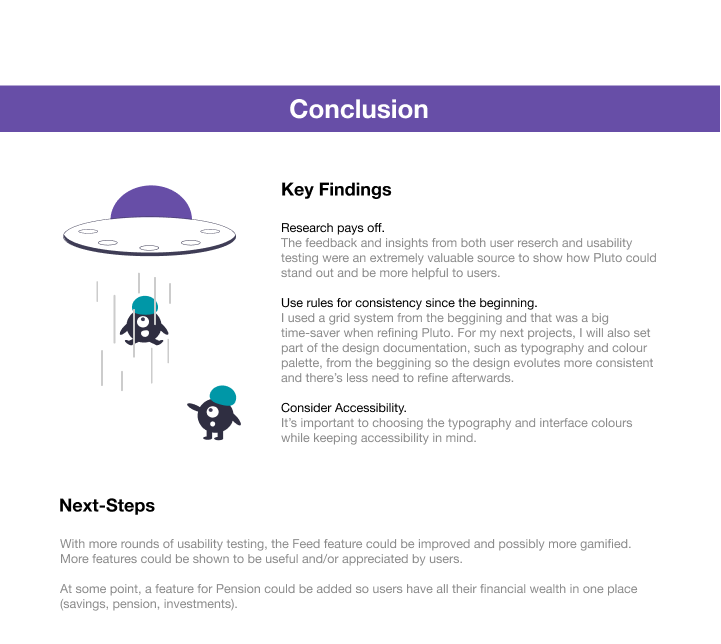 Conclusion
Key Findings
Research pays off.
The feedback and insights from both user reserch and usability
testing were an extremely valuable source to show how Pluto could
stand out and be more helpful to users.
Use rules for consistency since the beginning.
I used a grid system from the beggining and that was a big
time-saver when refining Pluto. For my next projects, I will also set
part of the design documentation, such as typography and colour
palette, from the beggining so the design evolutes more consistent
and there’s less need to refine afterwards.
Consider Accessibility.
It’s important to choosing the typography and interface colours
while keeping accessibility in mind.
Next-Steps
With more rounds of usability testing, the Feed feature could be improved and possibly more gamified.
More features could be shown to be useful and/or appreciated by users.
At some point, a feature for Pension could be added so users have all their financial wealth in one place
(savings, pension, investments).